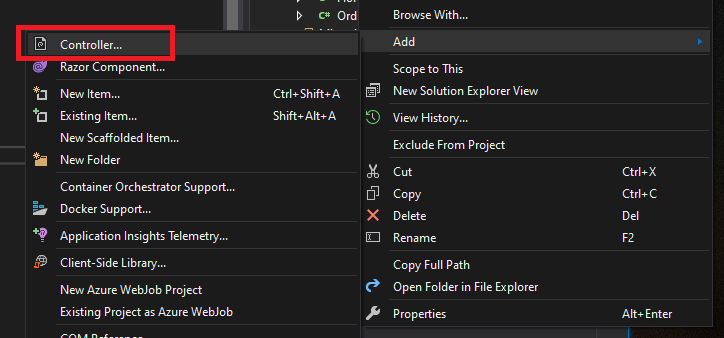 Ord
Controller...
Razor Component...
New Item... Ctrl+Shift+A
Existing Item... Shift+Alt+A
New Scaffolded Item...
New Folder
Container Orchestrator Support...
Docker Support...
Application Insights Telemetry...
Client-Side Library...
New Azure WebJob Project
Existing Project as Azure WebJob
Browse With...
Add
Scope to This
New Solution Explorer View
View History...
Exclude From Project
Cut Ctrl+X
Copy Ctrl+C
Delete Del
Rename F2
Copy Full Path
Open Folder in File Explorer
Properties Alt+Enter